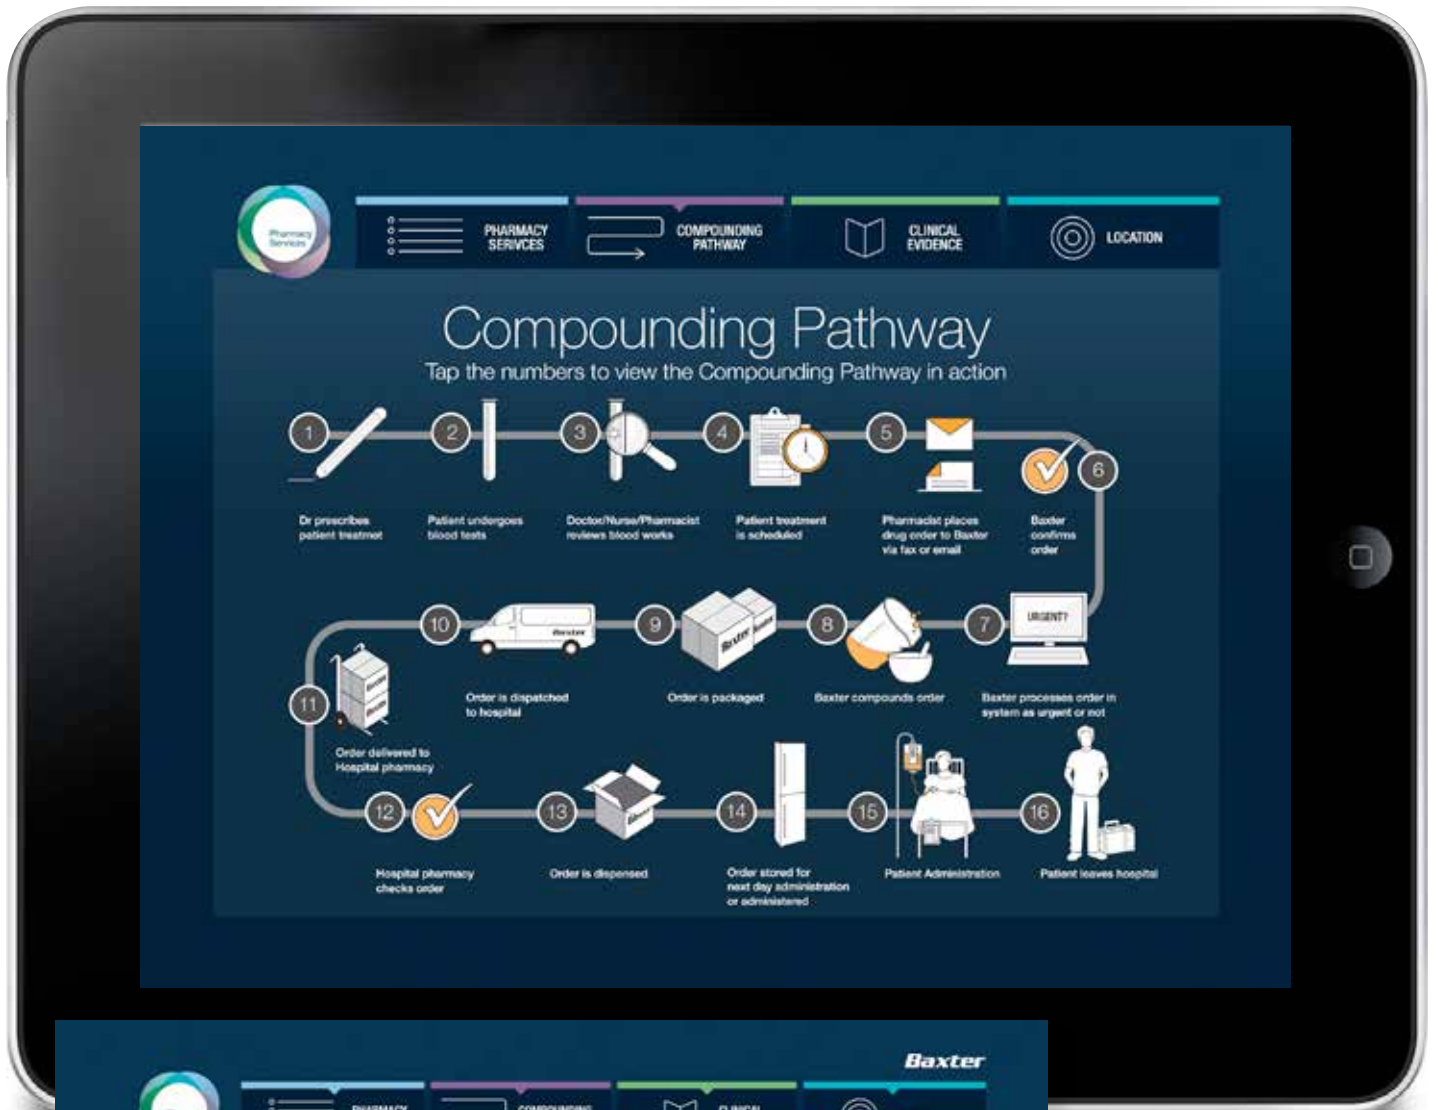 Pharmacy
Services
PHARMACY
SERIVCES
COMPOUNDING
PATHWAY
CLINICAL
EVIDENCE
LOCATION
Compounding Pathway
Tap the numbers to view the Compounding Pathway in action
1
2
3
4
5
6
Dr prescribes
patient treatmet
Patient undergoes
blood tests
Doctor/Nurse/Pharmacist
reviews blood works
Patient treatment
is scheduled
Pharmacist places
drug order to Baxter
via fax or email
Baxter
confirms
order
10
Baxter
9
Baxter
Baxter
8
7
URGENT?
Order is dispatched
to hospital
Order is packaged
Baxter compounds order
Baxter processes order in
system as urgent or not
11
Order delivered to
Hospital pharmacy
12
13
14
15
16
Hospital pharmacy
checks order
Order is dispensed
Order stored for
next day administration
or administered
Patient Administration
Patient leaves hospital
Baxter
PHARMACY
COMPOUNDING
CLINICAL